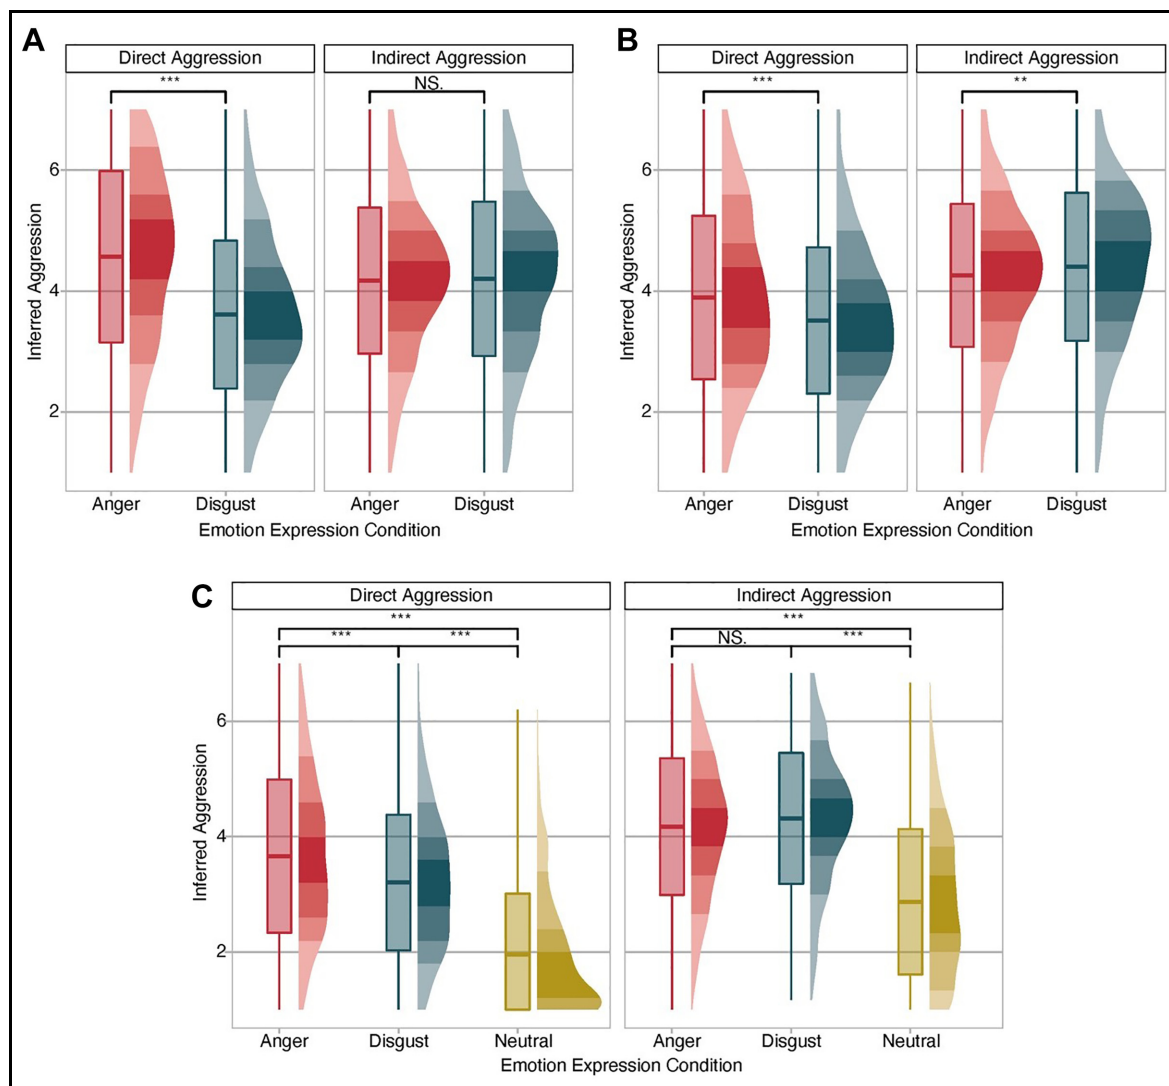 A
B
Direct Aggression
Indirect Aggression
Direct Aggression
Indirect Aggression
***
NS.
***
**
6
4
2
Inferred Aggression
6
4
2
Inferred Aggression
Anger
Disgust
Anger
Disgust
Anger
Disgust
Anger
Disgust
Emotion Expression Condition
Emotion Expression Condition
C
Direct Aggression
Indirect Aggression
***
***
***
***
NS.
***
6
4
2
Inferred Aggression
Anger
Disgust
Neutral
Anger
Disgust
Neutral
Emotion Expression Condition